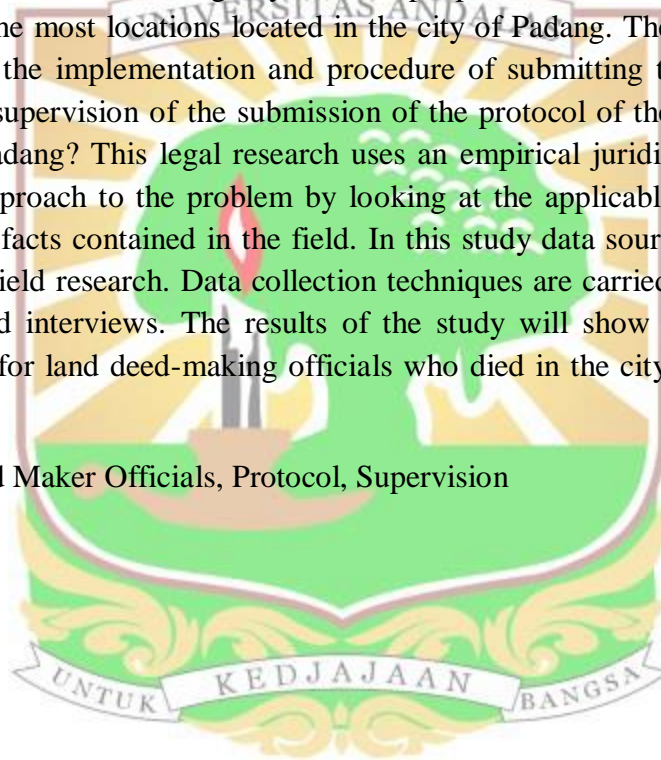 UNIVERSITAS ANDALAS
he most locations located in the city of Padang. The
the implementation and procedure of submitting t
supervision of the submission of the protocol of the
adang? This legal research uses an empirical juridi
proach to the problem by looking at the applicabl
facts contained in the field. In this study data sour
ield research. Data collection techniques are carried
d interviews. The results of the study will show
for land deed-making officials who died in the city
d Maker Officials, Protocol, Supervision
UNTUK KEDJAJAAN BANGSA